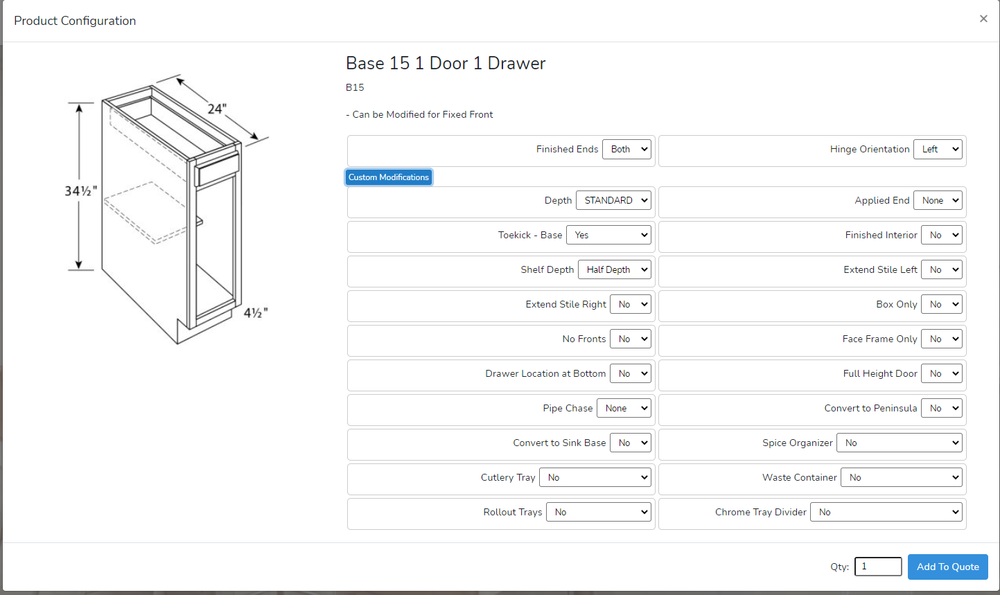 Product Configuration
×
Base 15 1 Door 1 Drawer
B15
- Can be Modified for Fixed Front
24"
34½"
4½"
Finished Ends Both
Hinge Orientation Left
Custom Modifications
Depth STANDARD
Applied End None
Toekick - Base Yes
Finished Interior No
Shelf Depth Half Depth
Extend Stile Left No
Extend Stile Right No
Box Only No
No Fronts No
Face Frame Only No
Drawer Location at Bottom No
Full Height Door No
Pipe Chase None
Convert to Peninsula No
Convert to Sink Base No
Spice Organizer No
Cutlery Tray No
Waste Container No
Rollout Trays No
Chrome Tray Divider No
Qty: 1
Add To Quote